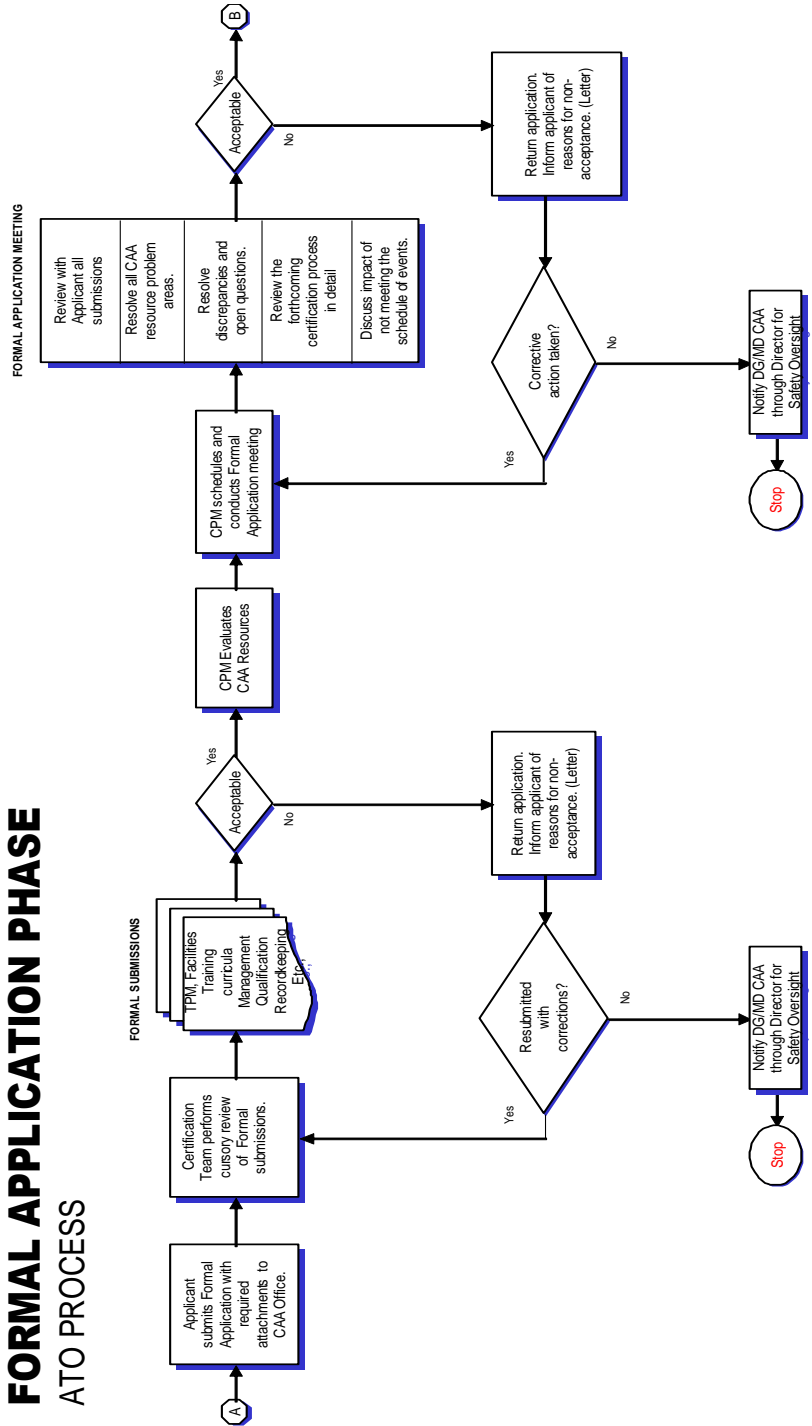 FORMAL APPLICATION PHASE
ATO PROCESS
A
Applicant
submits Formal
Application with
required
attachments to
CAA Office.
Certification
Team performs
cursory review
of Formal
submissions.
FORMAL SUBMISSIONS
TPM, Facilities
Training
curricula
Management
Qualification
Recordkeeping
Etc.,
Acceptable
Yes
No
CPM Evaluates
CAA Resources
CPM schedules and
conducts Formal
Application meeting
FORMAL APPLICATION MEETING
Review with
Applicant all
submissions
Resolve all CAA
resource problem
areas.
Resolve
discrepancies and
open questions.
Review the
forthcoming
certification process
in detail
Discuss impact of
not meeting the
schedule of events.
Acceptable
Yes
No
B
Return application.
Inform applicant of
reasons for non-
acceptance. (Letter)
Resubmitted
with
corrections?
Yes
No
Notify DG/MD CAA
through Director for
Safety Oversight
Stop
Return application.
Inform applicant of
reasons for non-
acceptance. (Letter)
Corrective
action taken?
Yes
No
Notify DG/MD CAA
through Director for
Safety Oversight
Stop